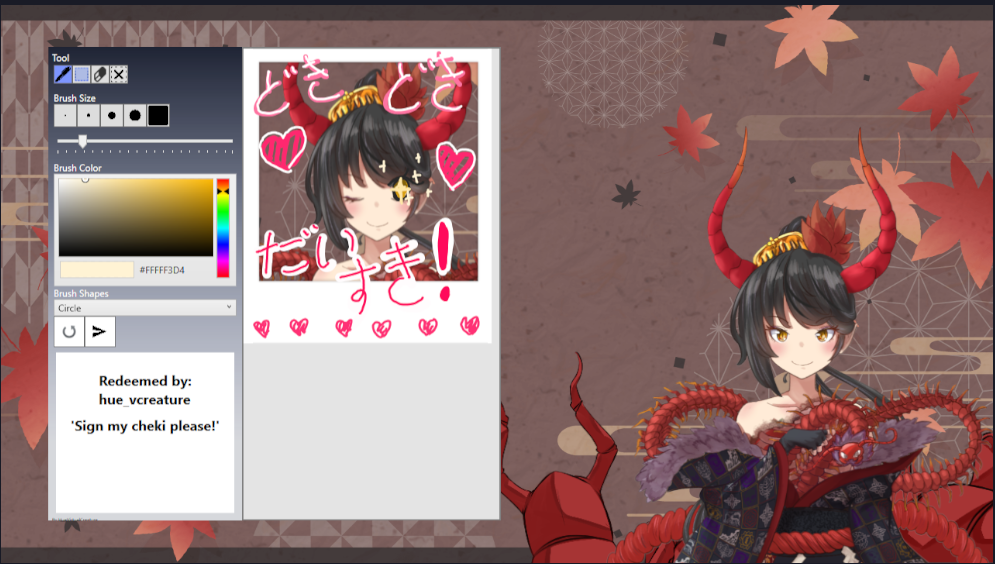 Tool
Brush Size
Brush Color
#FFFFF3D4
Brush Shapes
Circle
Redeemed by:
hue_vcreature
'Sign my cheki please!'
どき どき
だい
すき!